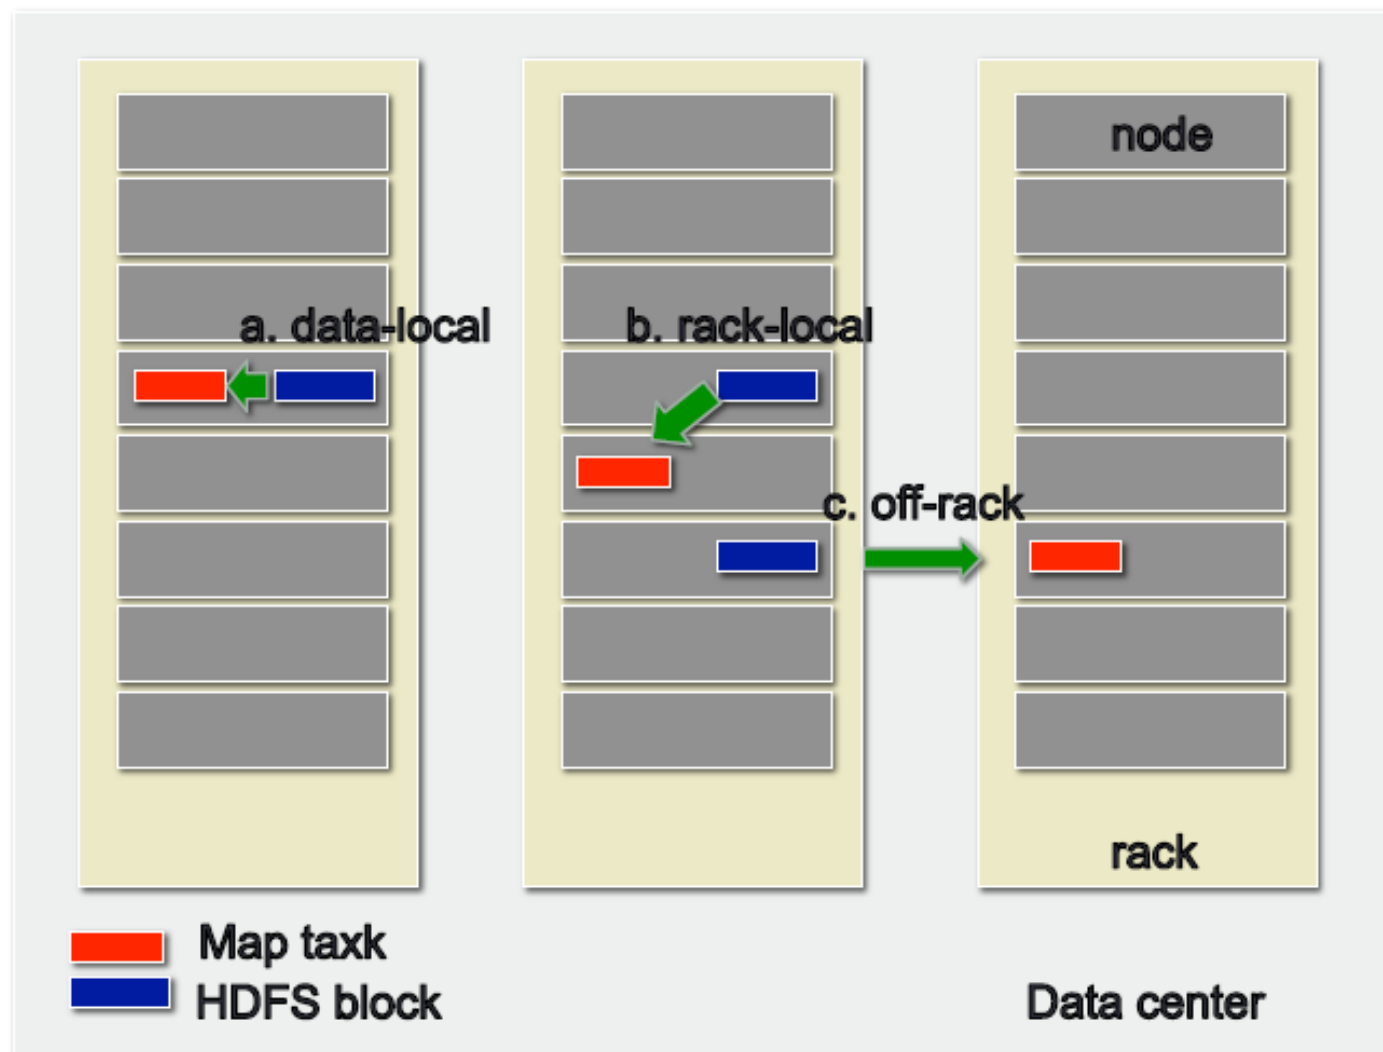 node
a. data-local
b. rack-local
c. off-rack
rack
Map taxk
HDFS block
Data center